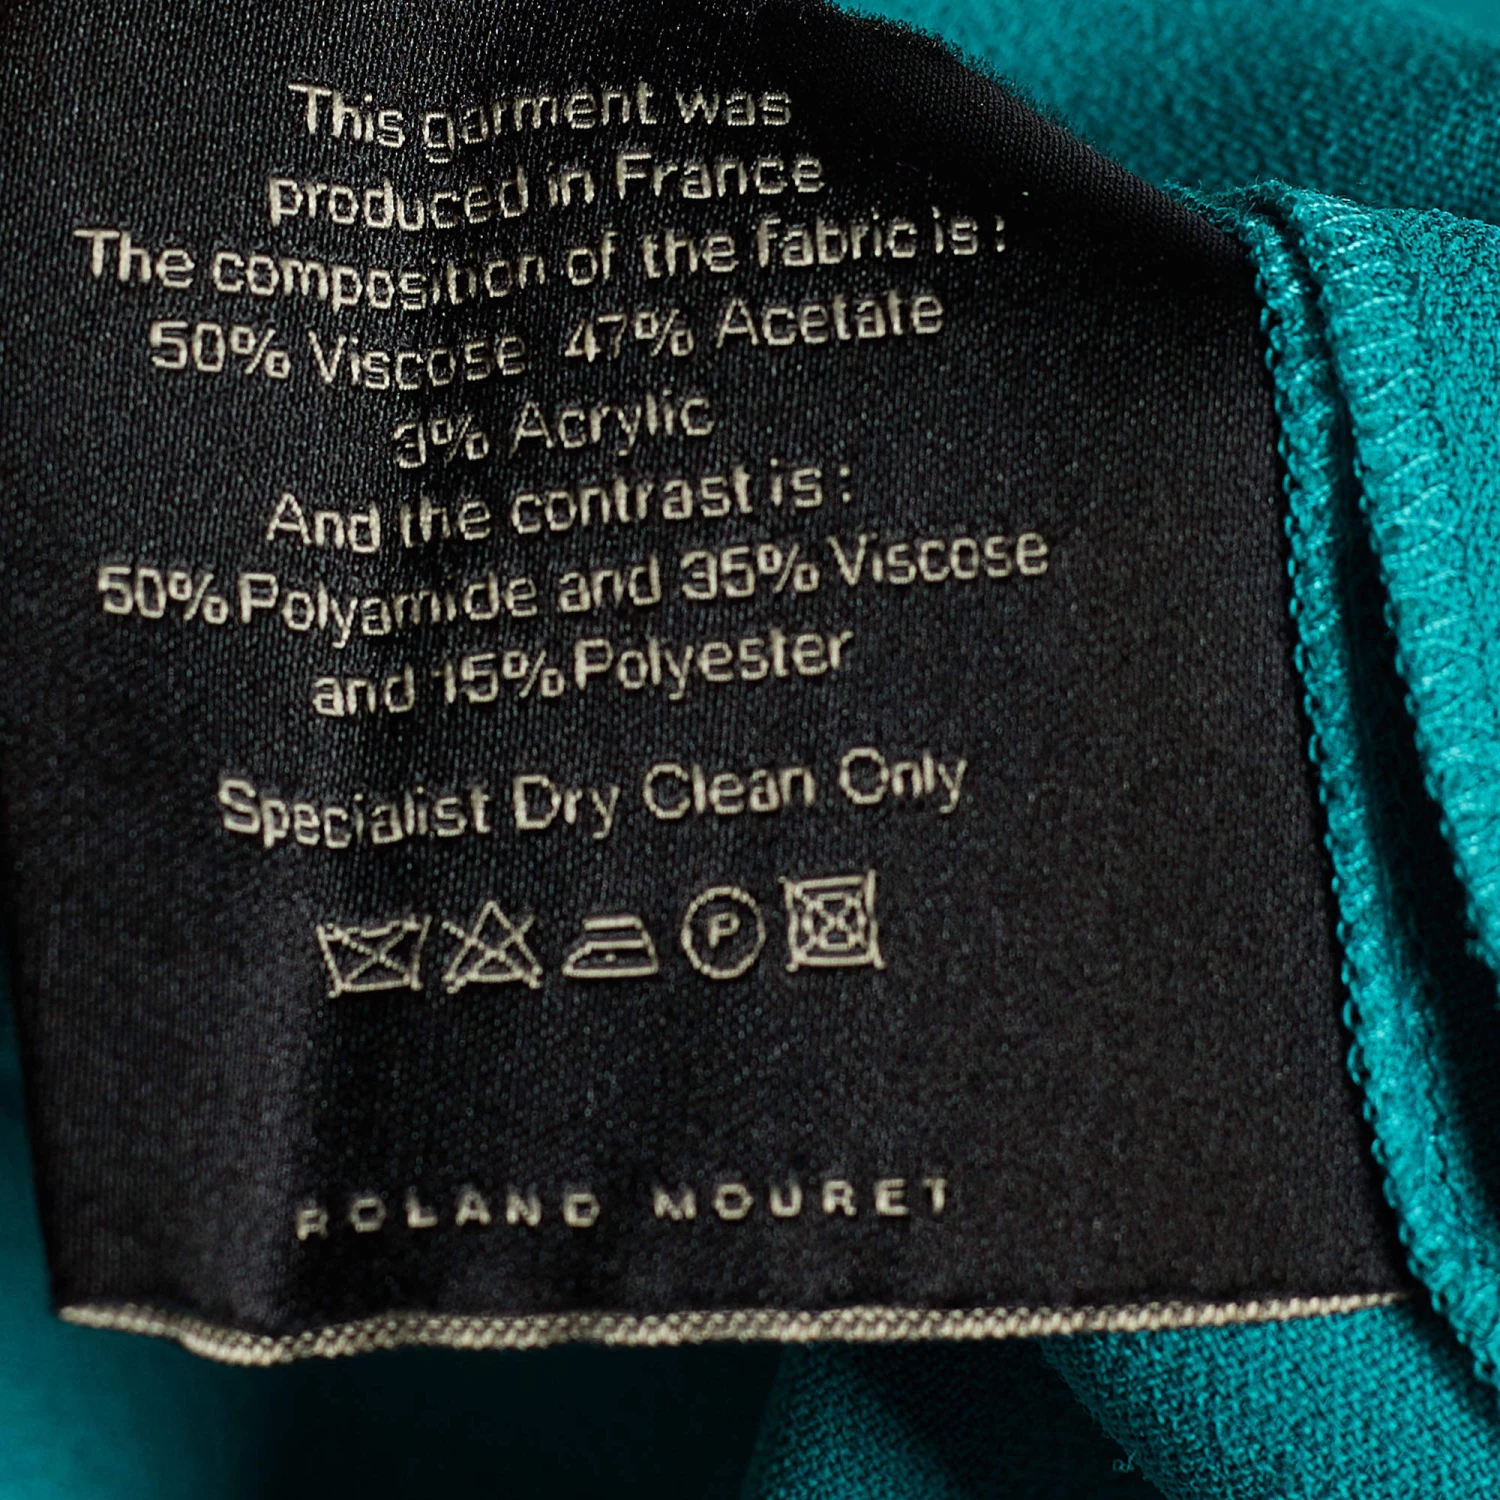 This garment was
produced in France
The composition of the fabric is :
50% Viscose 47% Acetate
3% Acrylic
And the contrast is :
50% Polyamide and 35% Viscose
and 15% Polyester
Specialist Dry Clean Only
P
ROLAND MOURET